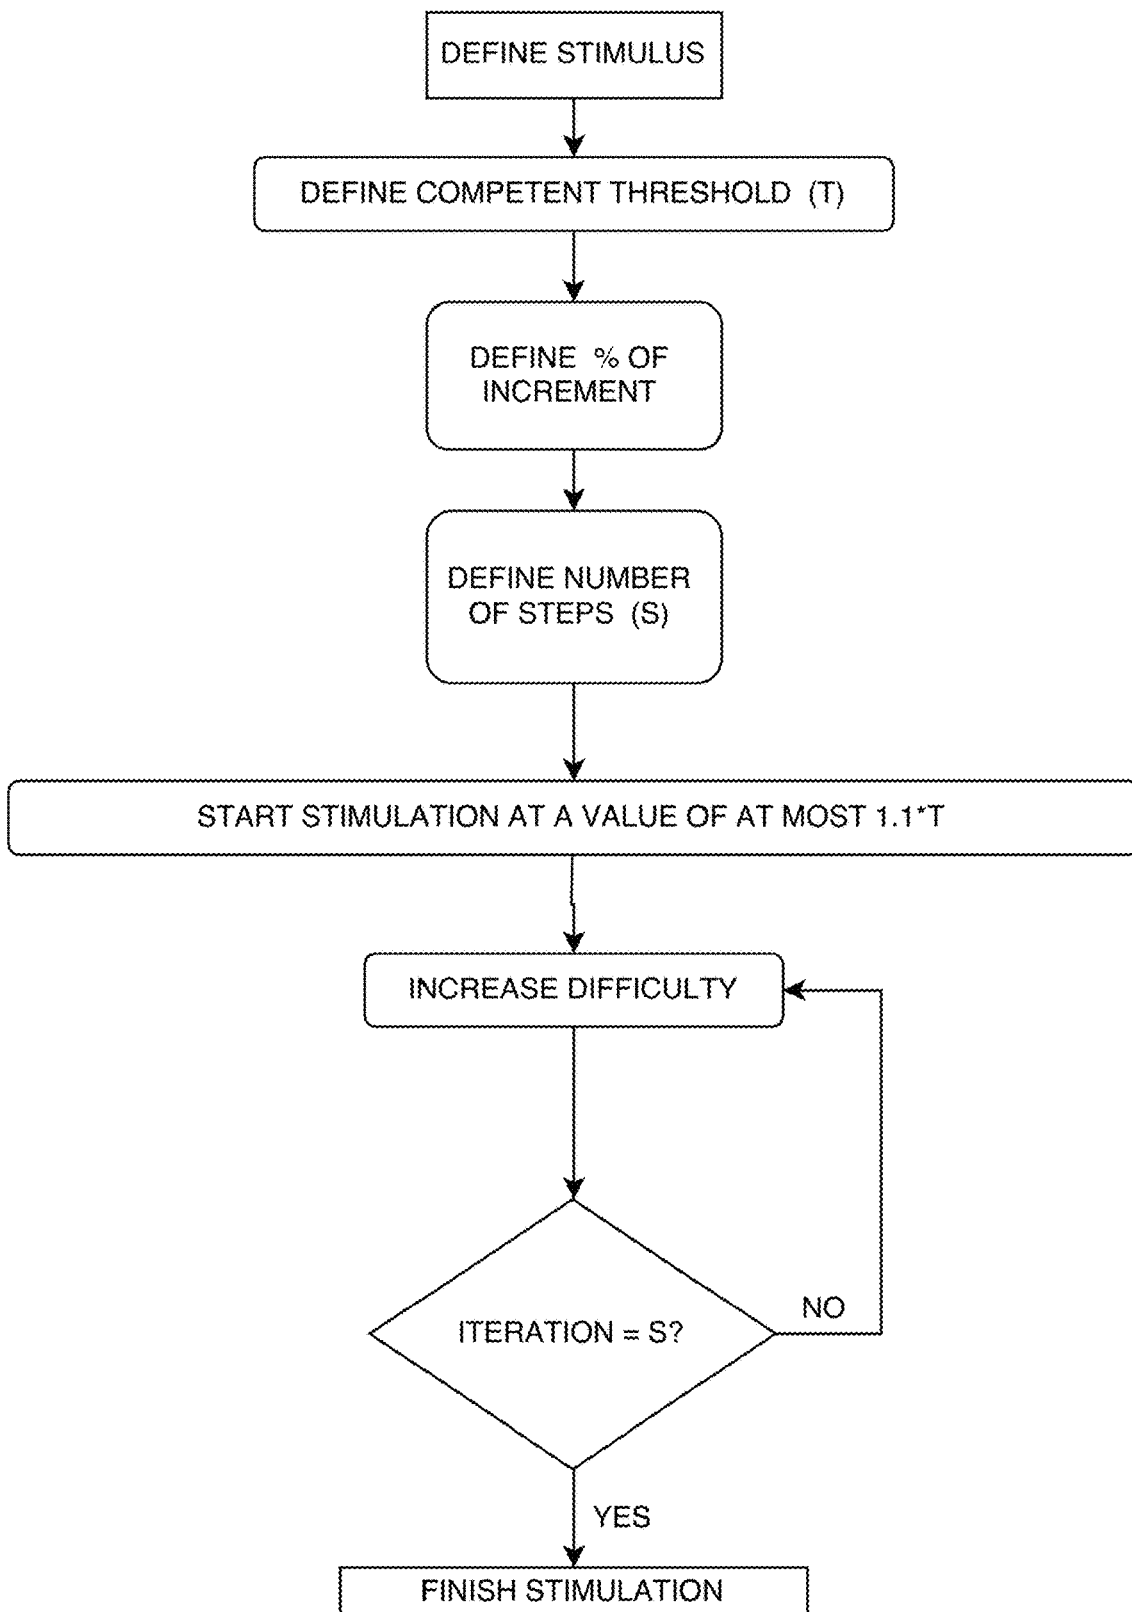 DEFINE STIMULUS
DEFINE COMPETENT THRESHOLD (T)
DEFINE % OF
INCREMENT
DEFINE NUMBER
OF STEPS (S)
START STIMULATION AT A VALUE OF AT MOST 1.1*T
INCREASE DIFFICULTY
ITERATION = S?
NO
YES
FINISH STIMULATION